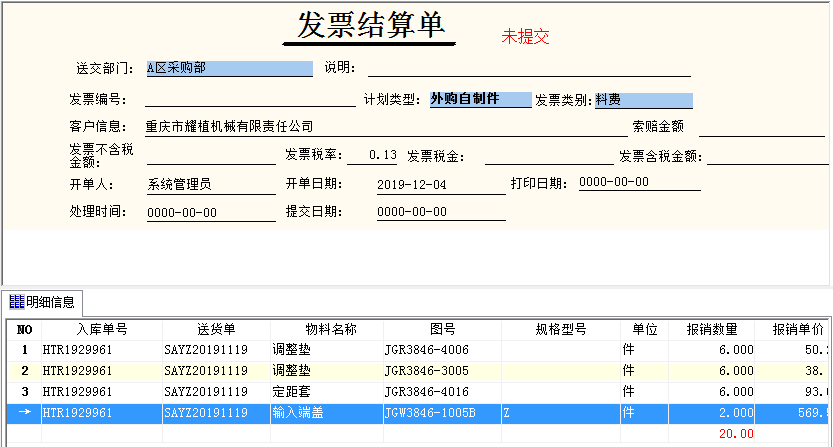 发票结算单
未提交
送交部门: A区采购部 说明:
发票编号: 计划类型: 外购自制件 发票类别: 料费
客户信息: 重庆市耀植机械有限责任公司 索赔金额
发票不含税金额: 发票税率: 0.13 发票税金: 发票含税金额:
开单人: 系统管理员 开单日期: 2019-12-04 打印日期: 0000-00-00
处理时间: 0000-00-00 提交日期: 0000-00-00
明细信息
NO 入库单号 送货单 物料名称 图号 规格型号 单位 报销数量 报销单价
1 HTR1929961 SAYZ20191119 调整垫 JGR3846-4006 件 6.000 50.
2 HTR1929961 SAYZ20191119 调整垫 JGR3846-3005 件 6.000 38.
3 HTR1929961 SAYZ20191119 定距套 JGR3846-4016 件 6.000 93.
→ HTR1929961 SAYZ20191119 输入端盖 JGW3846-1005B Z 件 2.000 569.
20.00